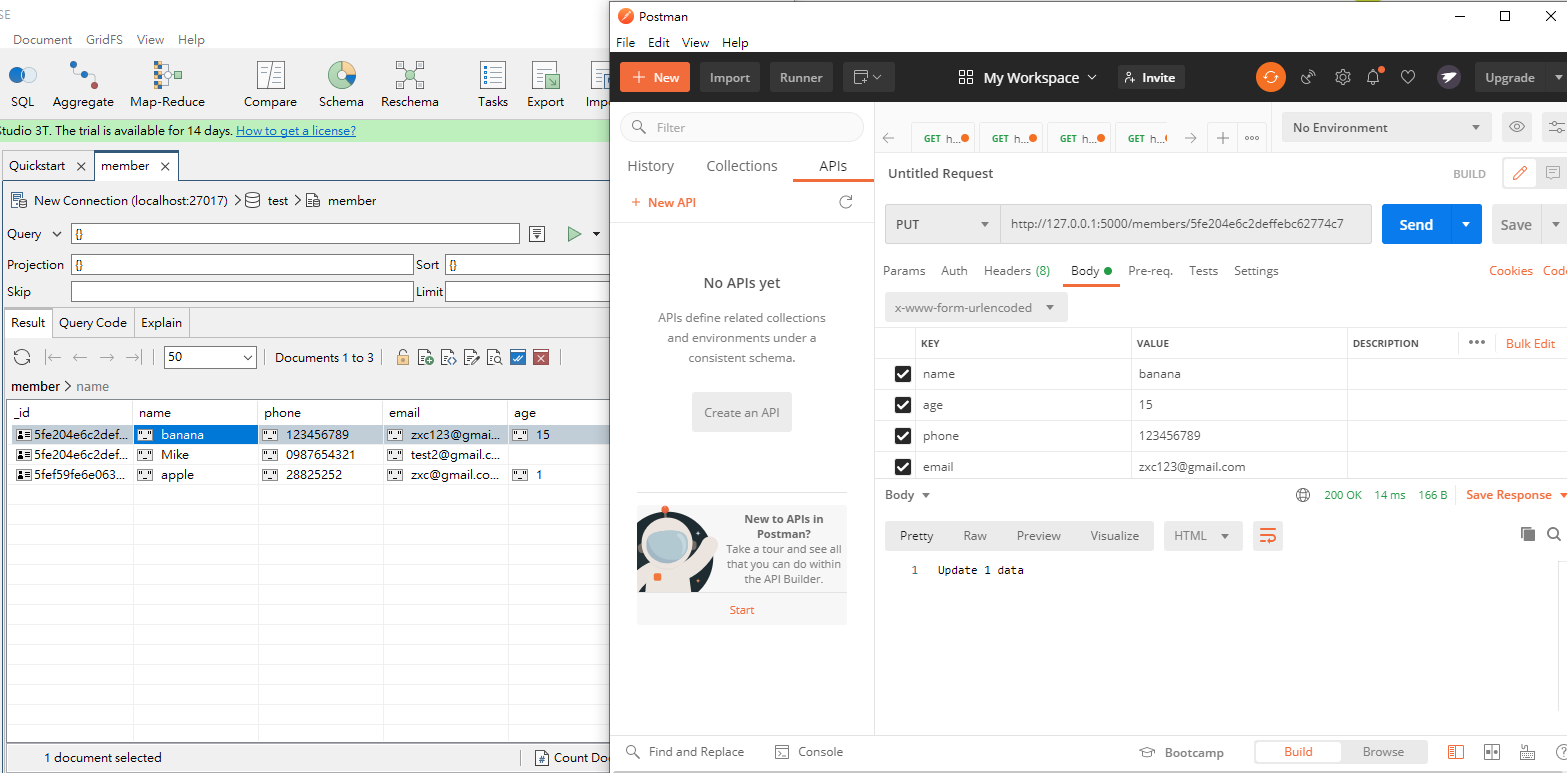 SE
Document GridFS View Help
SQL Aggregate Map-Reduce Compare Schema Reschema Tasks Export Imp
Studio 3T. The trial is available for 14 days. How to get a license?
Quickstart member
New Connection (localhost:27017) test member
Query {}
Projection {} Sort {}
Skip Limit
Result Query Code Explain
50 Documents 1 to 3
member name
_id name phone email age
5fe204e6c2def... banana 123456789 zxc123@gmai... 15
5fe204e6c2def... Mike 0987654321 test2@gmail.c...
5fef59fe6e063... apple 28825252 zxc@gmail.co... 1
1 document selected Count Do
Postman
File Edit View Help
New Import Runner My Workspace Invite Upgrade
Filter
History Collections APIs
+ New API
No APIs yet
APIs define related collections
and environments under a
consistent schema.
Create an API
New to APIs in
Postman?
Take a tour and see all
that you can do within
the API Builder.
Start
GET h... GET h... GET h... GET h... No Environment
Untitled Request BUILD
PUT http://127.0.0.1:5000/members/5fe204e6c2deffebc62774c7 Send Save
Params Auth Headers (8) Body Pre-req. Tests Settings Cookies Code
x-www-form-urlencoded
KEY VALUE DESCRIPTION Bulk Edit
name banana
age 15
phone 123456789
email zxc123@gmail.com
Body 200 OK 14 ms 166 B Save Response
Pretty Raw Preview Visualize HTML
1 Update 1 data
Find and Replace Console Bootcamp Build Browse